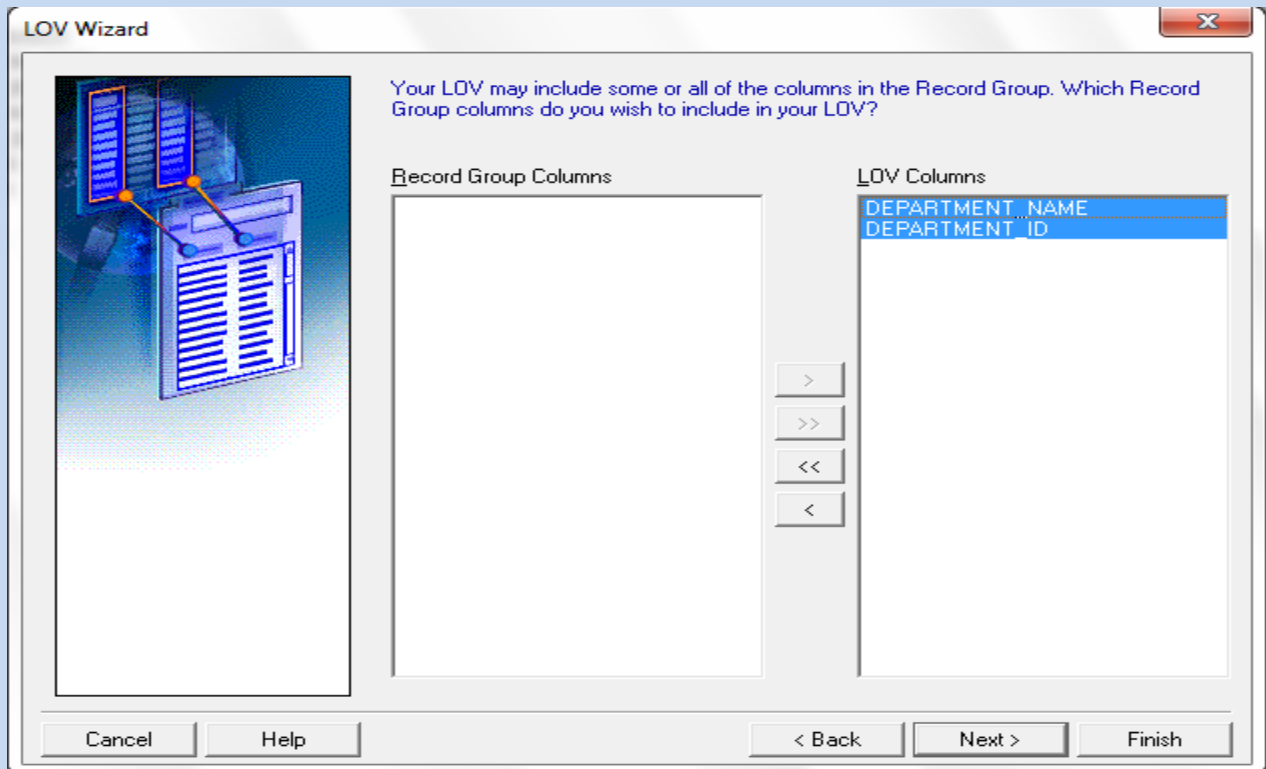 LOV Wizard
Your LOV may include some or all of the columns in the Record Group. Which Record
Group columns do you wish to include in your LOV?
Record Group Columns
LOV Columns
DEPARTMENT_NAME
DEPARTMENT_ID
>
>>
<<
<
Cancel
Help
< Back
Next >
Finish